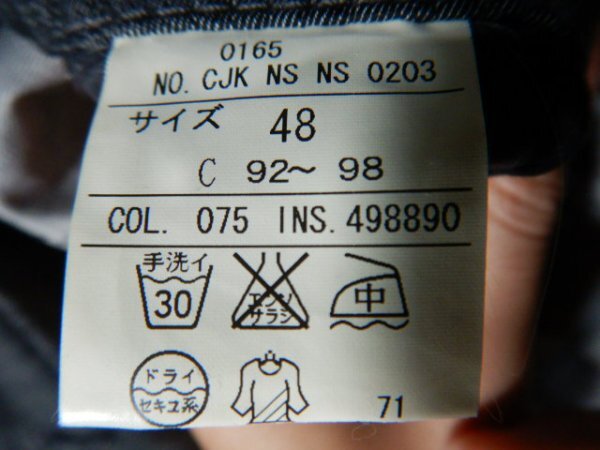 0165
NO. CJK NS NS 0203
サイズ 48
C 92～ 98
COL. 075 INS. 498890
手洗イ
30
エンソ
サラシ
中
ドライ
セキユ系
71